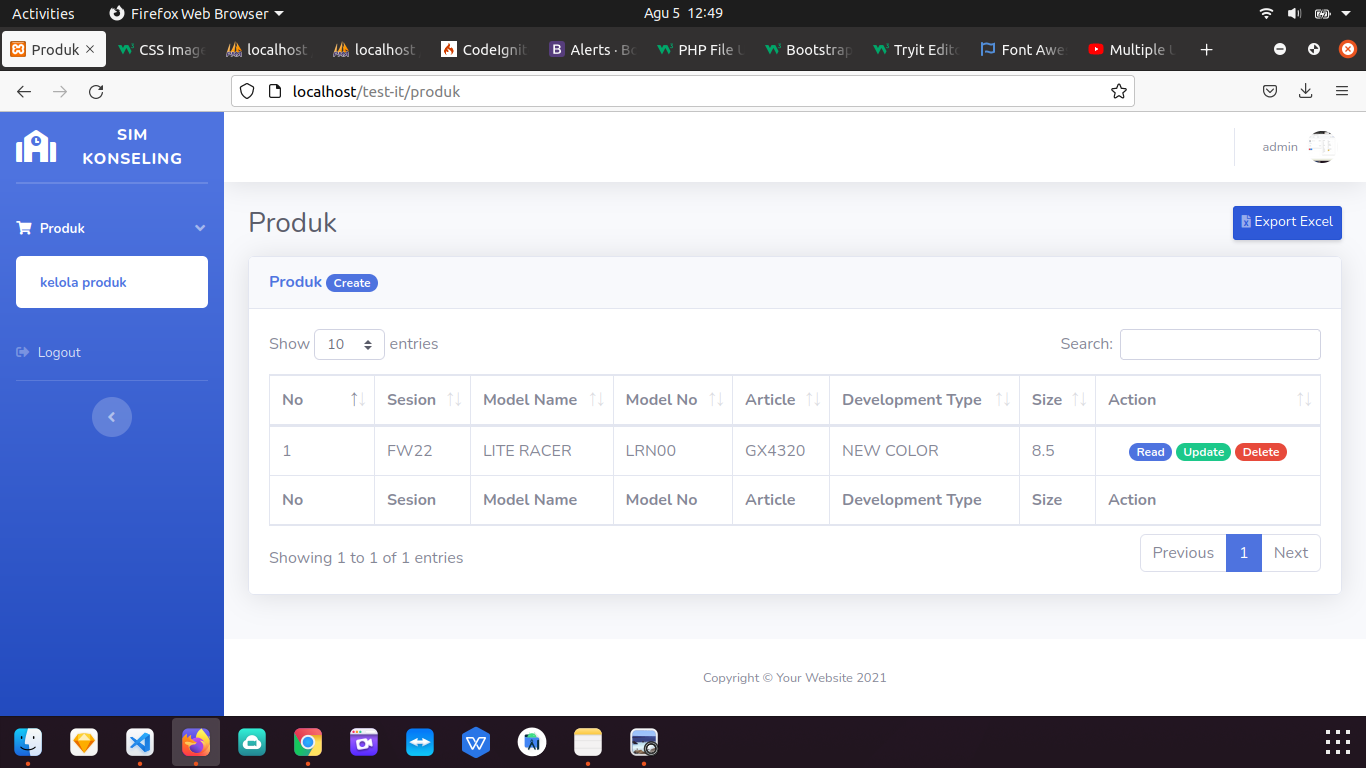 Activities Firefox Web Browser Agu 5 12:49
Produk CSS Image localhost localhost CodeIgnit Alerts · Bo PHP File U Bootstrap Tryit Edito Font Awe Multiple U
localhost/test-it/produk
SIM
KONSELING
admin
Produk
kelola produk
Logout
Produk Export Excel
Produk Create
Show 10 entries Search:
No Sesion Model Name Model No Article Development Type Size Action
1 FW22 LITE RACER LRN00 GX4320 NEW COLOR 8.5 Read Update Delete
No Sesion Model Name Model No Article Development Type Size Action
Showing 1 to 1 of 1 entries Previous 1 Next
Copyright © Your Website 2021